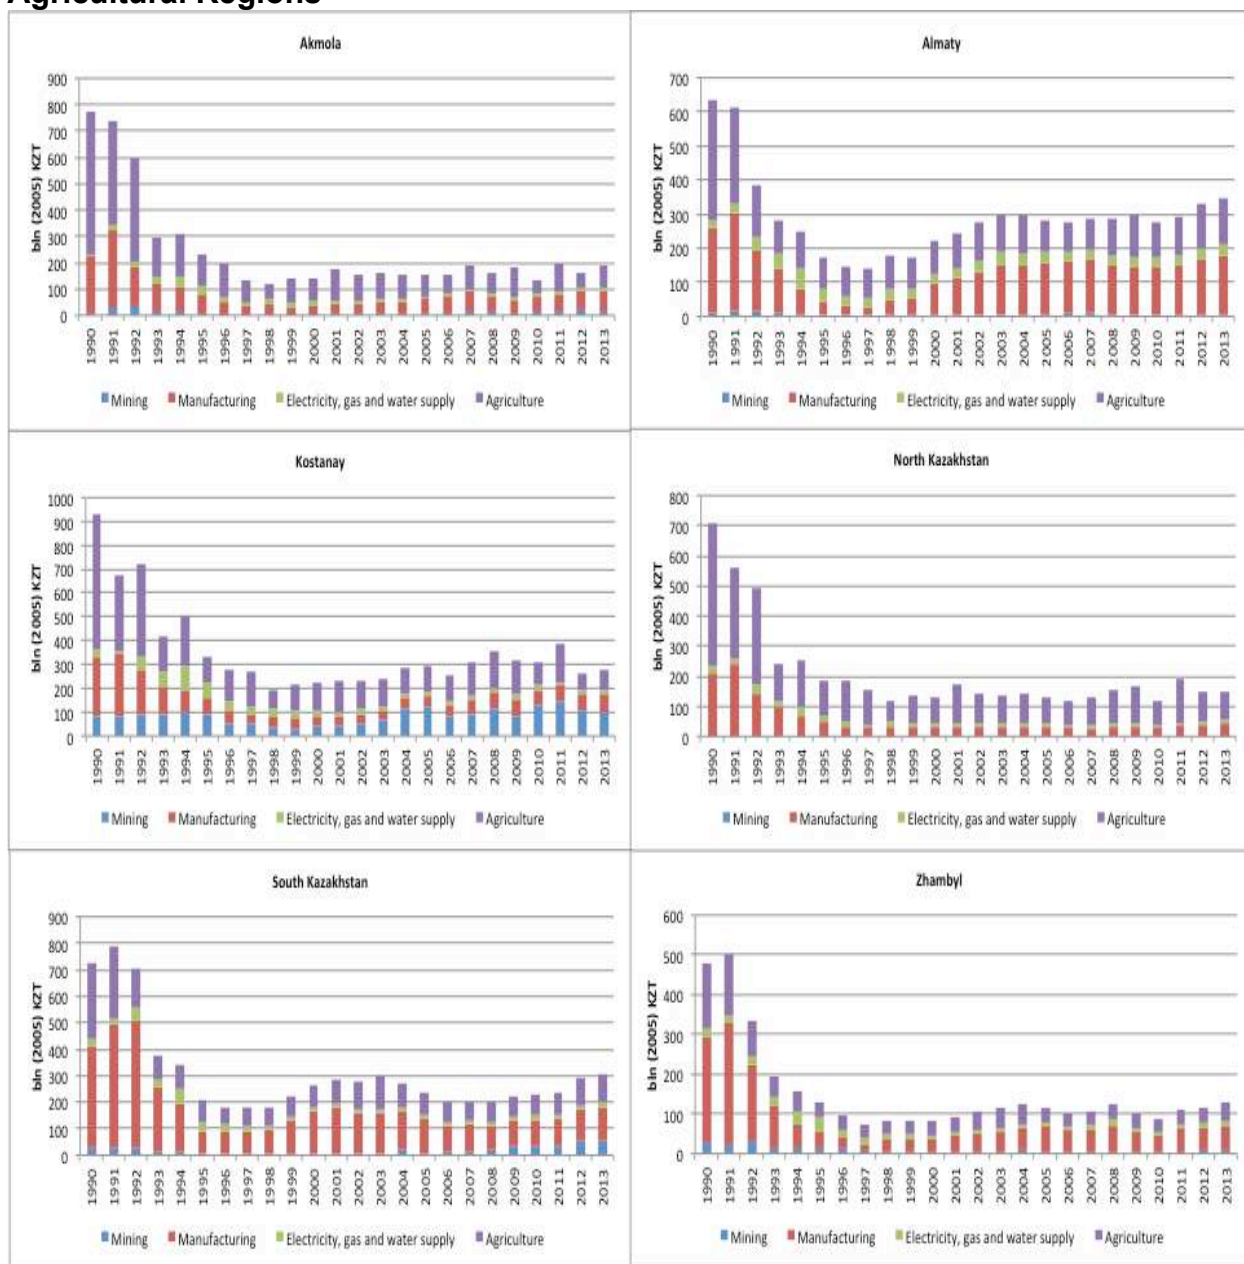 Agricultural Regions
Akmola
bln (2005) KZT
900
800
700
600
500
400
300
200
100
0
1990 1991 1992 1993 1994 1995 1996 1997 1998 1999 2000 2001 2002 2003 2004 2005 2006 2007 2008 2009 2010 2011 2012 2013
Mining Manufacturing Electricity, gas and water supply Agriculture
Almaty
bln (2005) KZT
700
600
500
400
300
200
100
0
1990 1991 1992 1993 1994 1995 1996 1997 1998 1999 2000 2001 2002 2003 2004 2005 2006 2007 2008 2009 2010 2011 2012 2013
Mining Manufacturing Electricity, gas and water supply Agriculture
Kostanay
bln (2005) KZT
1000
900
800
700
600
500
400
300
200
100
0
1990 1991 1992 1993 1994 1995 1996 1997 1998 1999 2000 2001 2002 2003 2004 2005 2006 2007 2008 2009 2010 2011 2012 2013
Mining Manufacturing Electricity, gas and water supply Agriculture
North Kazakhstan
bln (2005) KZT
800
700
600
500
400
300
200
100
0
1990 1991 1992 1993 1994 1995 1996 1997 1998 1999 2000 2001 2002 2003 2004 2005 2006 2007 2008 2009 2010 2011 2012 2013
Mining Manufacturing Electricity, gas and water supply Agriculture
South Kazakhstan
bln (2005) KZT
900
800
700
600
500
400
300
200
100
0
1990 1991 1992 1993 1994 1995 1996 1997 1998 1999 2000 2001 2002 2003 2004 2005 2006 2007 2008 2009 2010 2011 2012 2013
Mining Manufacturing Electricity, gas and water supply Agriculture
Zhambyl
bln (2005) KZT
600
500
400
300
200
100
0
1990 1991 1992 1993 1994 1995 1996 1997 1998 1999 2000 2001 2002 2003 2004 2005 2006 2007 2008 2009 2010 2011 2012 2013
Mining Manufacturing Electricity, gas and water supply Agriculture